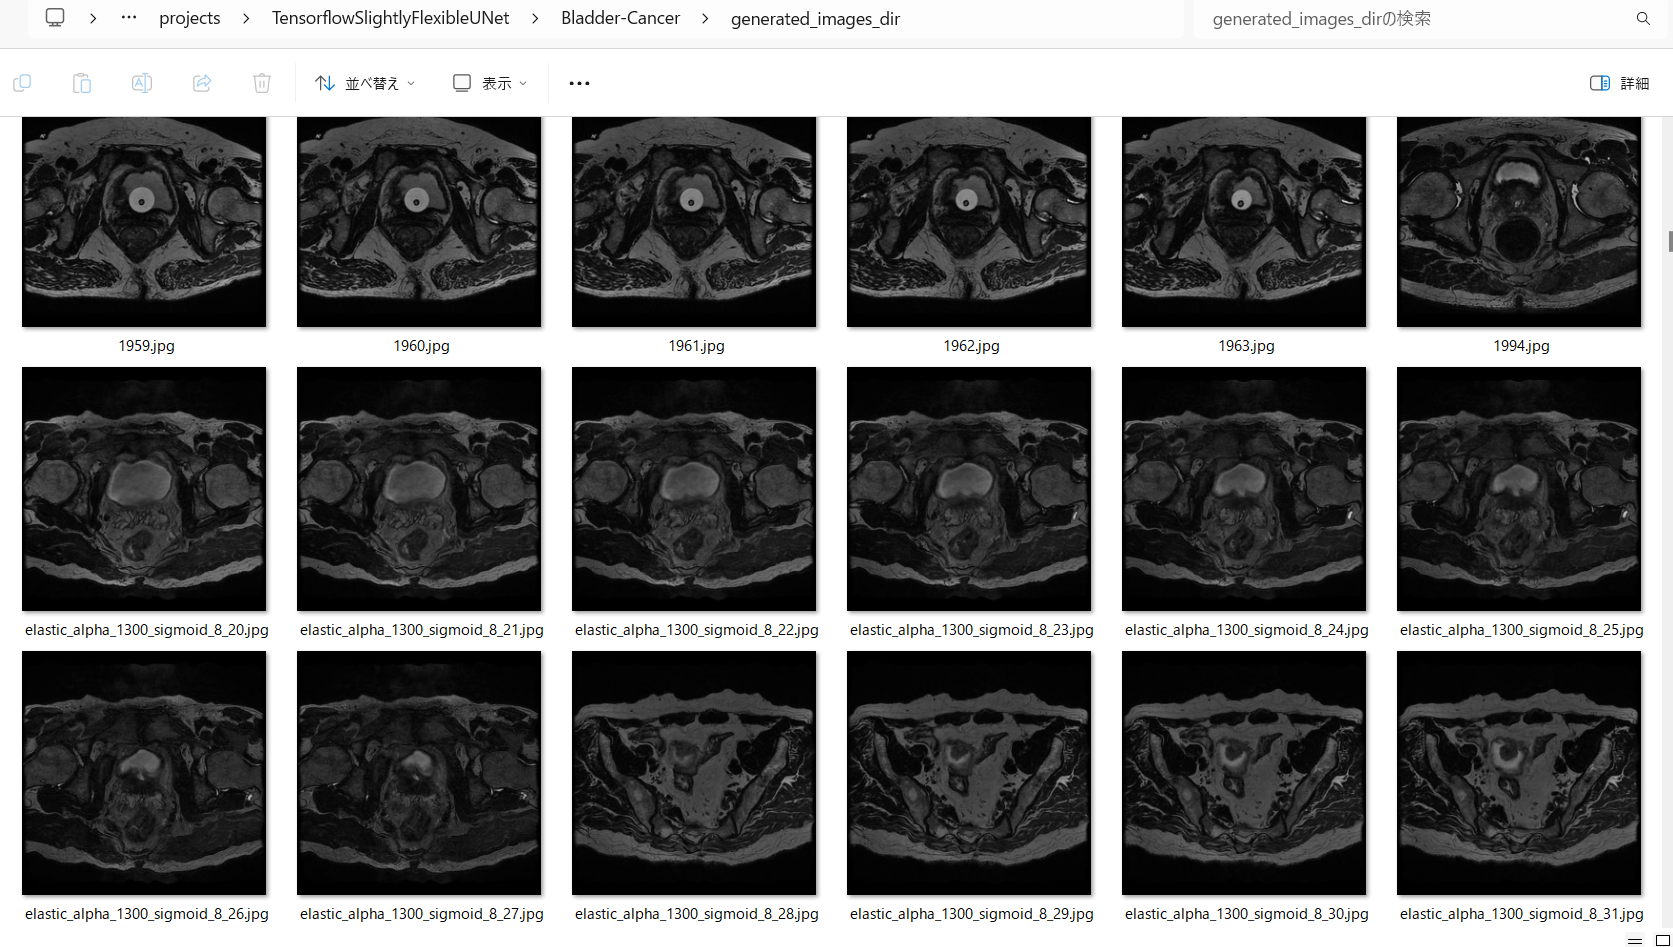 … projects TensorflowSlightlyFlexibleUNet Bladder-Cancer generated_images_dir generated_images_dirの検索
並べ替え 表示 … 詳細
1959.jpg 1960.jpg 1961.jpg 1962.jpg 1963.jpg 1994.jpg
elastic_alpha_1300_sigmoid_8_20.jpg elastic_alpha_1300_sigmoid_8_21.jpg elastic_alpha_1300_sigmoid_8_22.jpg elastic_alpha_1300_sigmoid_8_23.jpg elastic_alpha_1300_sigmoid_8_24.jpg elastic_alpha_1300_sigmoid_8_25.jpg
elastic_alpha_1300_sigmoid_8_26.jpg elastic_alpha_1300_sigmoid_8_27.jpg elastic_alpha_1300_sigmoid_8_28.jpg elastic_alpha_1300_sigmoid_8_29.jpg elastic_alpha_1300_sigmoid_8_30.jpg elastic_alpha_1300_sigmoid_8_31.jpg